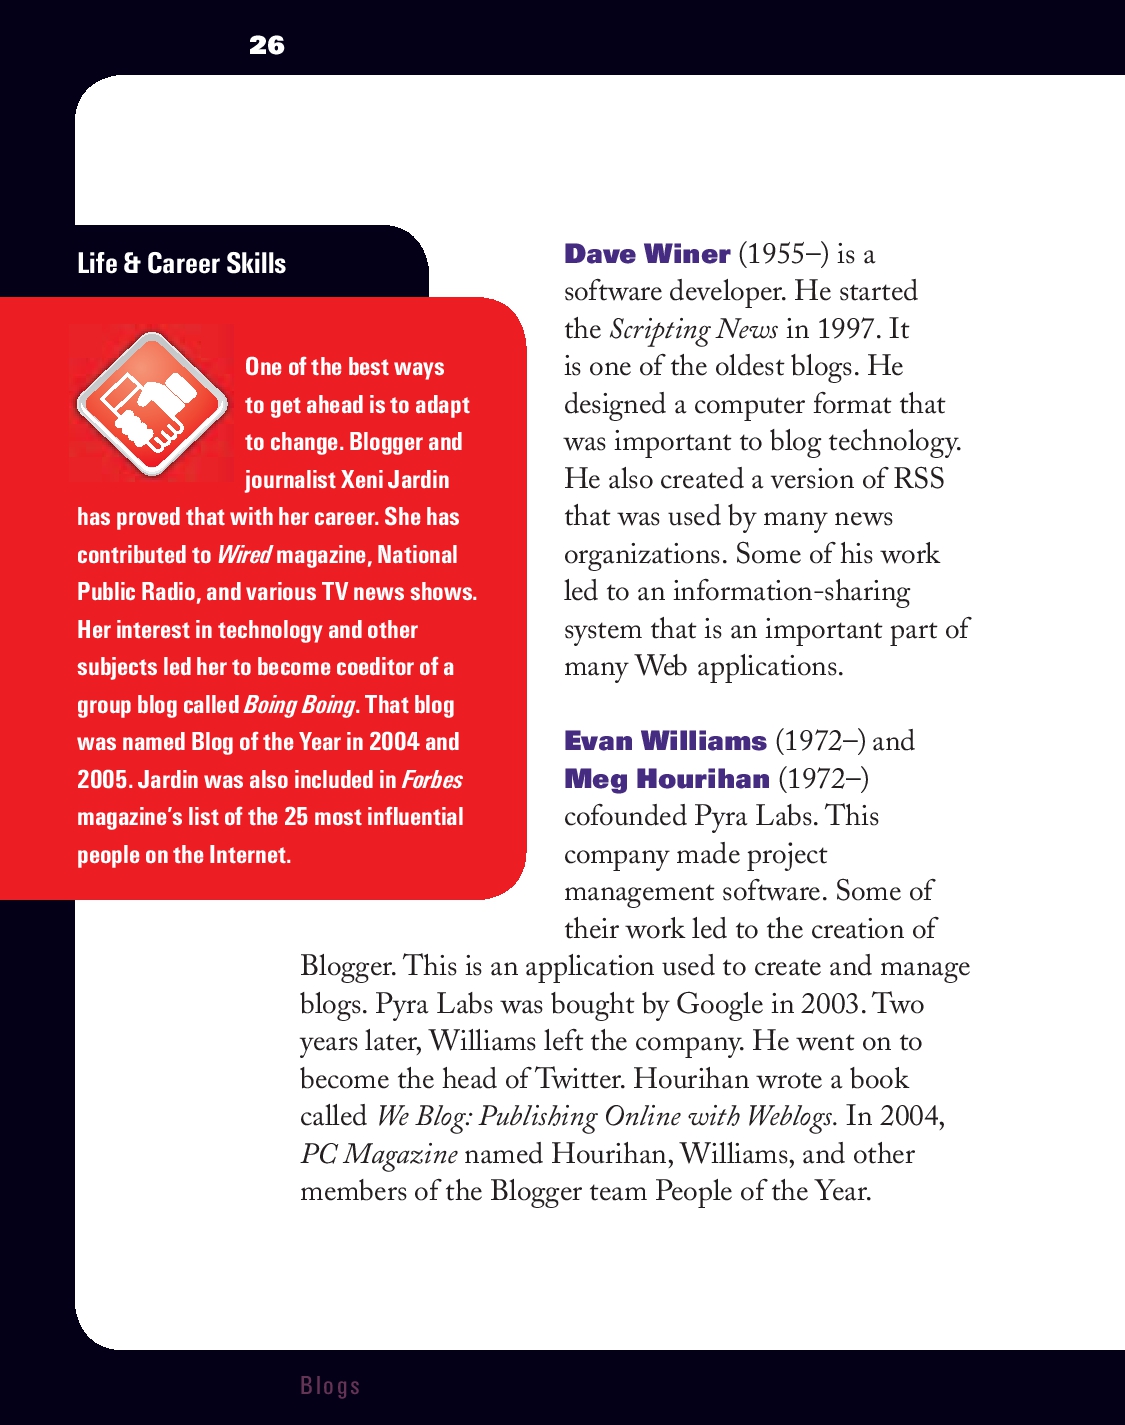 26
Life & Career Skills
One of the best ways
to get ahead is to adapt
to change. Blogger and
journalist Xeni Jardin
has proved that with her career. She has
contributed to Wired magazine, National
Public Radio, and various TV news shows.
Her interest in technology and other
subjects led her to become coeditor of a
group blog called Boing Boing. That blog
was named Blog of the Year in 2004 and
2005. Jardin was also included in Forbes
magazine's list of the 25 most influential
people on the Internet.
Dave Winer (1955–) is a
software developer. He started
the Scripting News in 1997. It
is one of the oldest blogs. He
designed a computer format that
was important to blog technology.
He also created a version of RSS
that was used by many news
organizations. Some of his work
led to an information-sharing
system that is an important part of
many Web applications.
Evan Williams (1972–) and
Meg Hourihan (1972–)
cofounded Pyra Labs. This
company made project
management software. Some of
their work led to the creation of
Blogger. This is an application used to create and manage
blogs. Pyra Labs was bought by Google in 2003. Two
years later, Williams left the company. He went on to
become the head of Twitter. Hourihan wrote a book
called We Blog: Publishing Online with Weblogs. In 2004,
PC Magazine named Hourihan, Williams, and other
members of the Blogger team People of the Year.
Blogs